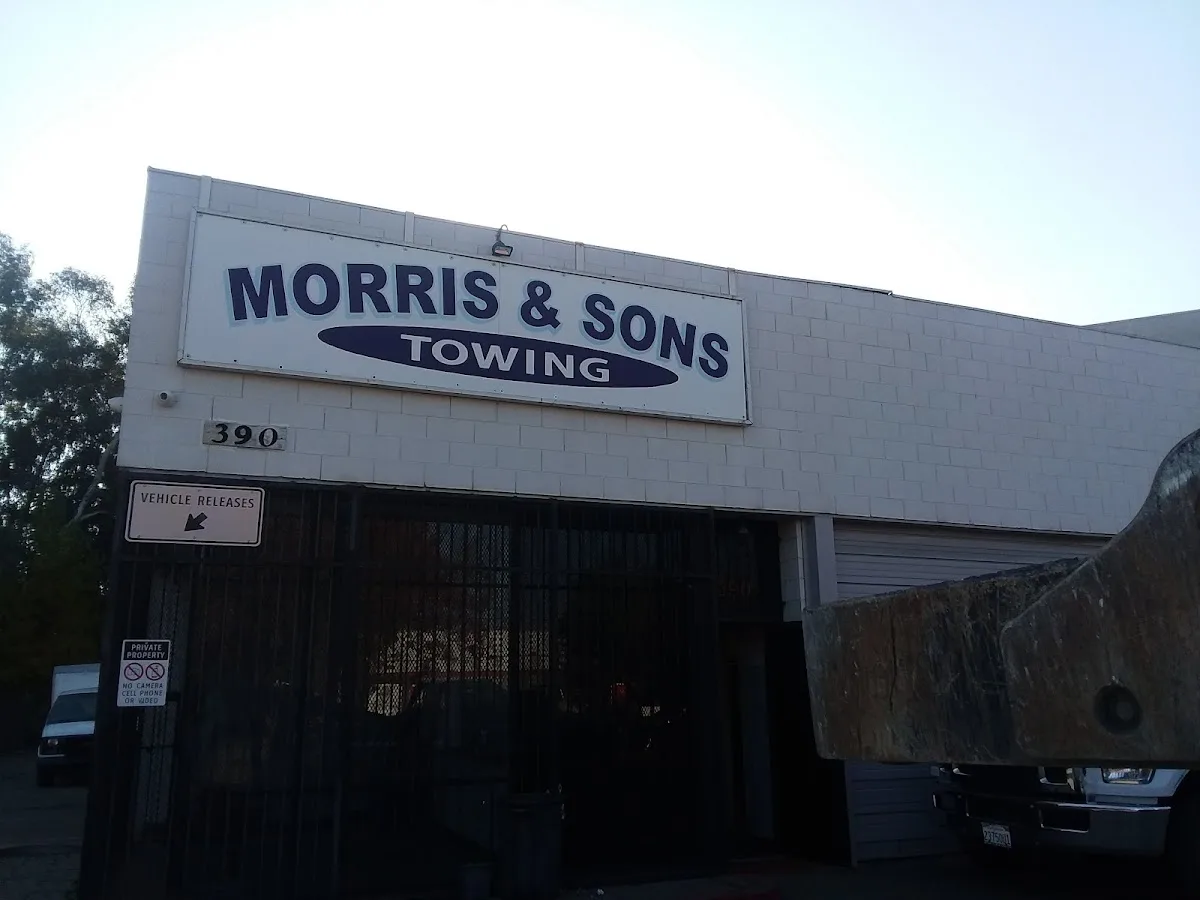 MORRIS & SONS
TOWING
390
VEHICLE RELEASES
PRIVATE
PROPERTY
NO CAMERA
CELL PHONE
OR VIDEO